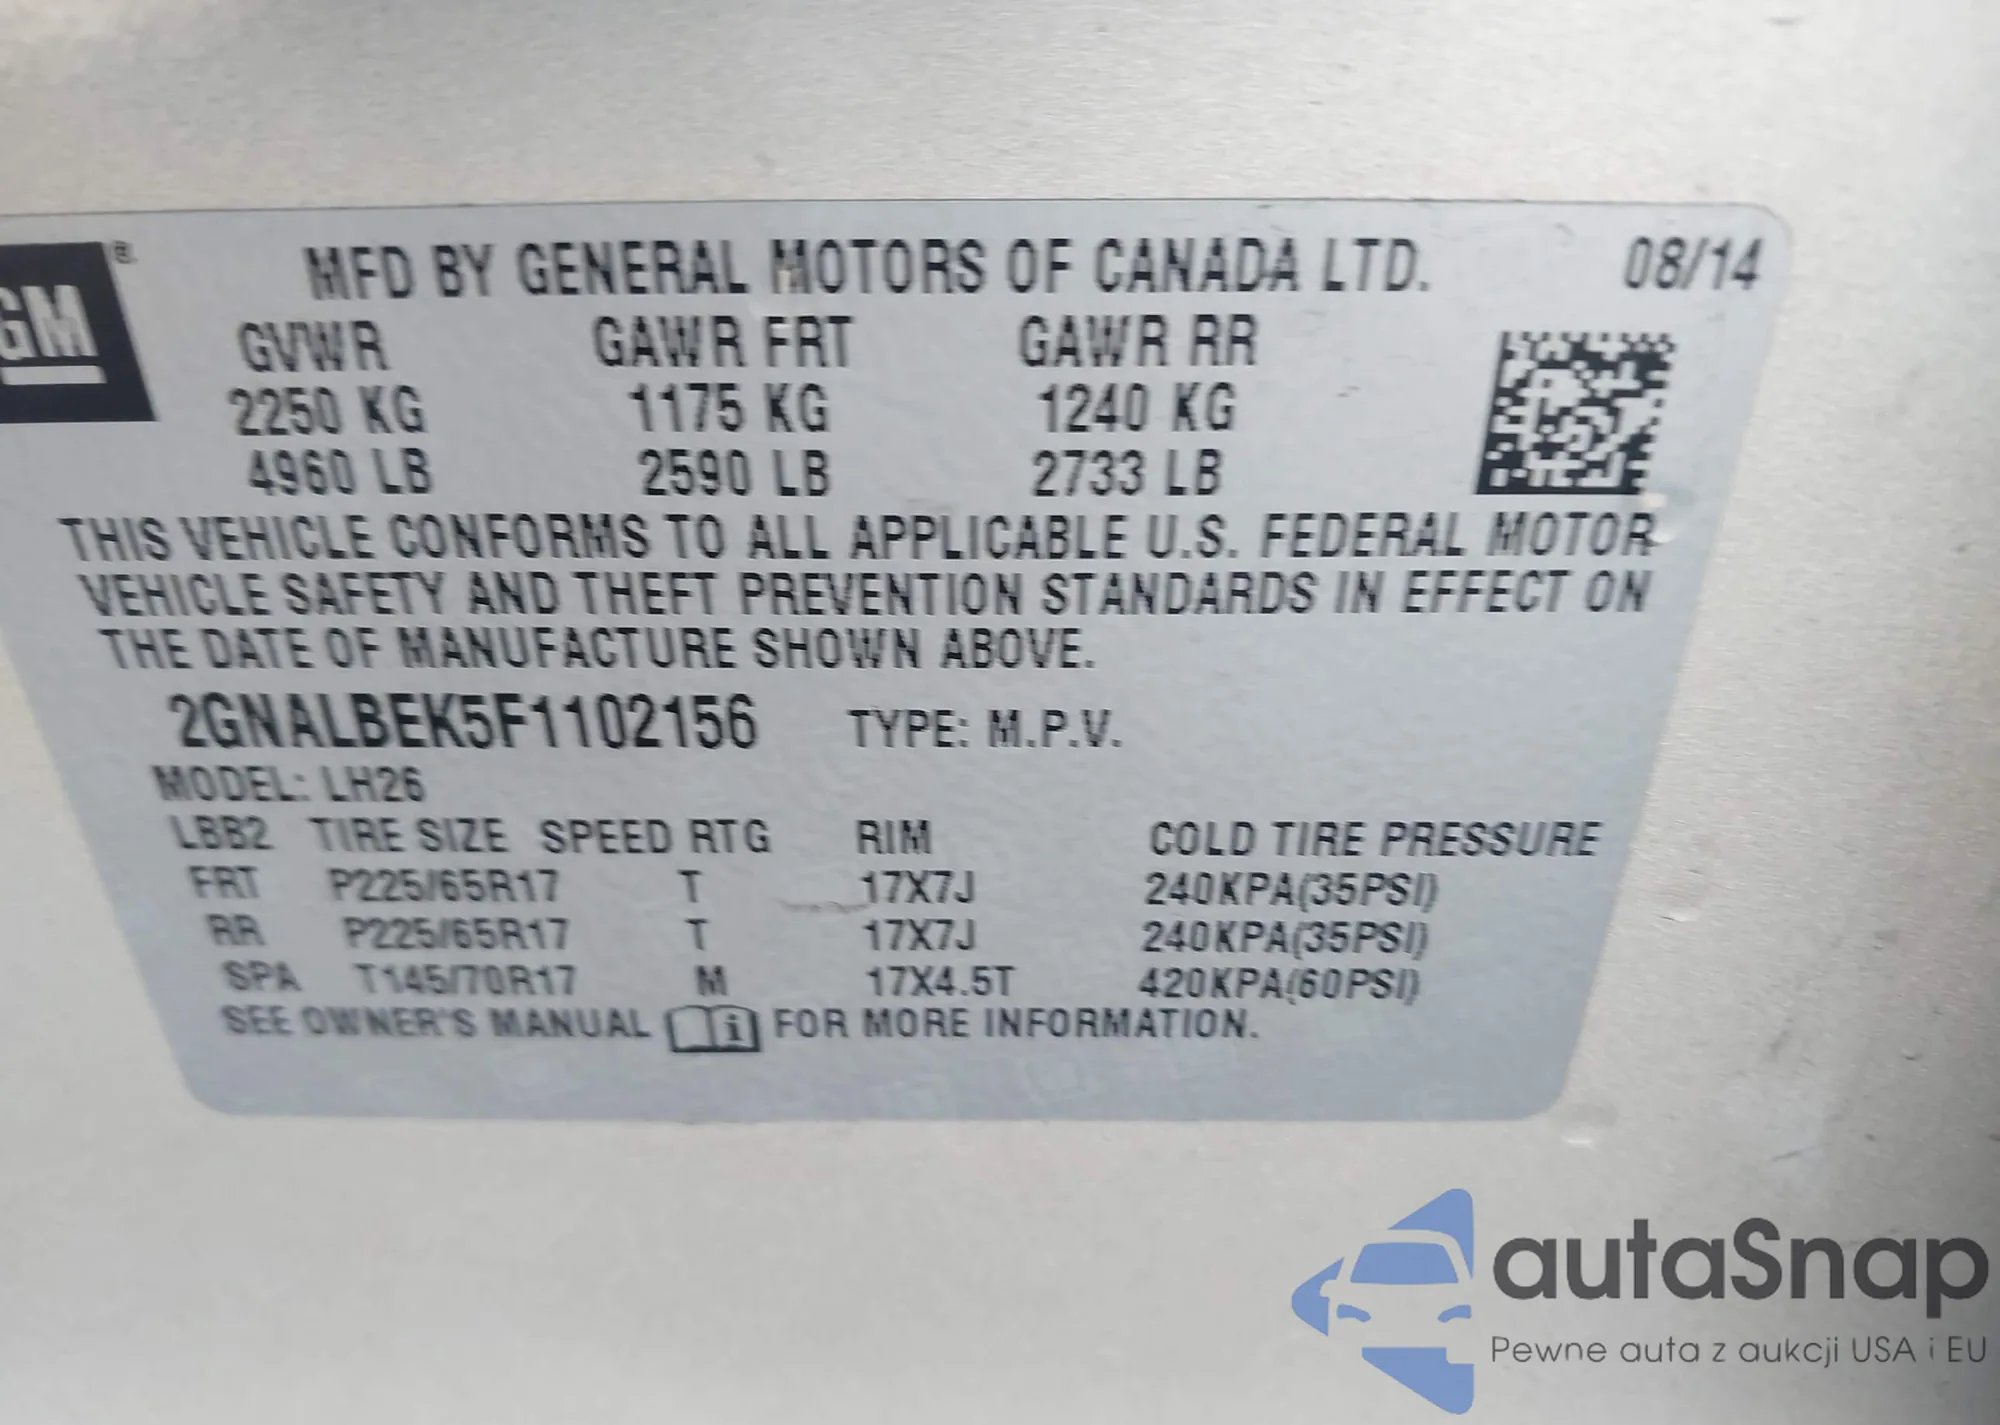 GM ®
MFD BY GENERAL MOTORS OF CANADA LTD. 08/14
GVWR GAWR FRT GAWR RR
2250 KG 1175 KG 1240 KG
4960 LB 2590 LB 2733 LB
THIS VEHICLE CONFORMS TO ALL APPLICABLE U.S. FEDERAL MOTOR
VEHICLE SAFETY AND THEFT PREVENTION STANDARDS IN EFFECT ON
THE DATE OF MANUFACTURE SHOWN ABOVE.
2GNALBEK5F1102156 TYPE: M.P.V.
MODEL: LH26
LBB2 TIRE SIZE SPEED RTG RIM COLD TIRE PRESSURE
FRT P225/65R17 T 17X7J 240KPA(35PSI)
RR P225/65R17 T 17X7J 240KPA(35PSI)
SPA T145/70R17 M 17X4.5T 420KPA(60PSI)
SEE OWNER'S MANUAL i FOR MORE INFORMATION.
autaSnap
Pewne auta z aukcji USA i EU